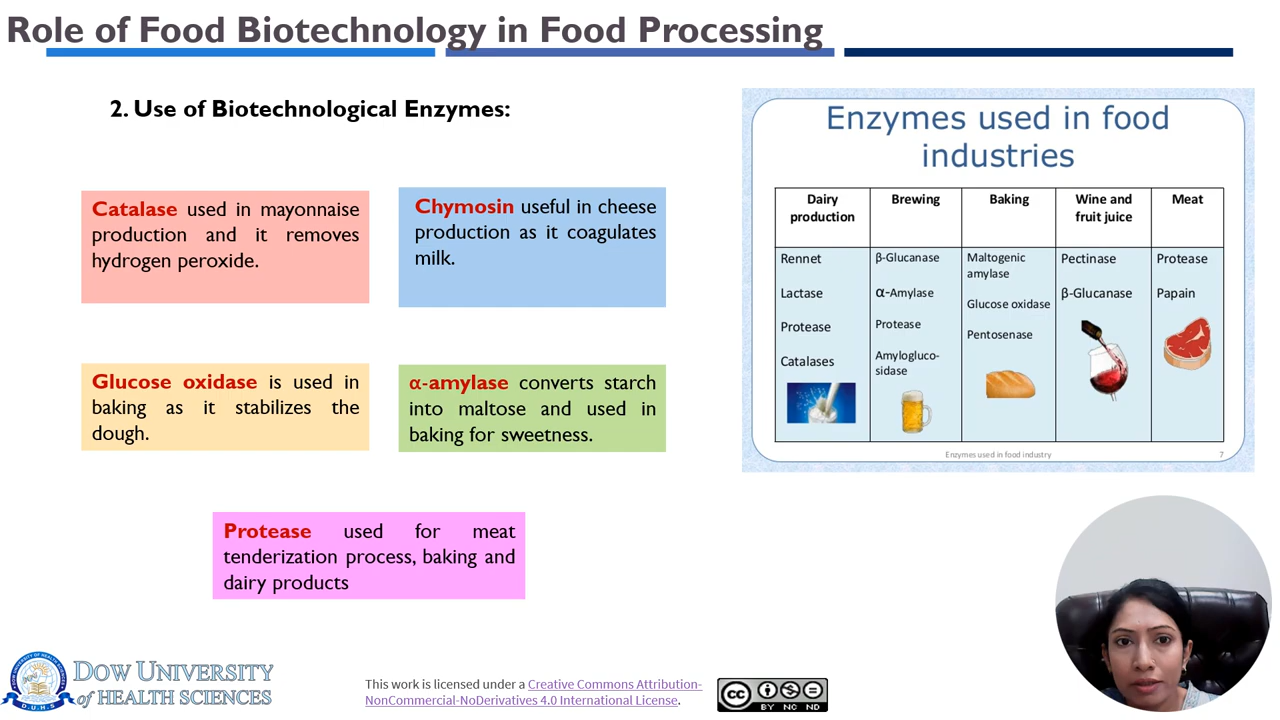 Role of Food Biotechnology in Food Processing
2. Use of Biotechnological Enzymes:
Catalase used in mayonnaise
production and it removes
hydrogen peroxide.
Chymosin useful in cheese
production as it coagulates
milk.
Glucose oxidase is used in
baking as it stabilizes the
dough.
α-amylase converts starch
into maltose and used in
baking for sweetness.
Protease used for meat
tenderization process, baking and
dairy products
Enzymes used in food
industries
Dairy
production
Brewing
Baking
Wine and
fruit juice
Meat
Rennet
Lactase
Protease
Catalases
β-Glucanase
α-Amylase
Protease
Amylogluco-
sidase
Maltogenic
amylase
Glucose oxidase
Pentosenase
Pectinase
β-Glucanase
Protease
Papain
Enzymes used in food industry
7
DOW UNIVERSITY
of HEALTH SCIENCES
D.U.H.S
This work is licensed under a Creative Commons Attribution-
NonCommercial-NoDerivatives 4.0 International License.
cc
BY NC ND